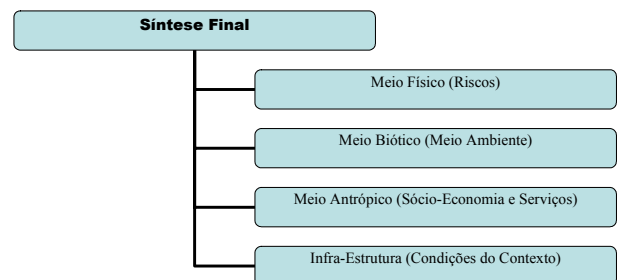 Síntese Final
Meio Físico (Riscos)
Meio Biótico (Meio Ambiente)
Meio Antrópico (Sócio-Economia e Serviços)
Infra-Estrutura (Condições do Contexto)